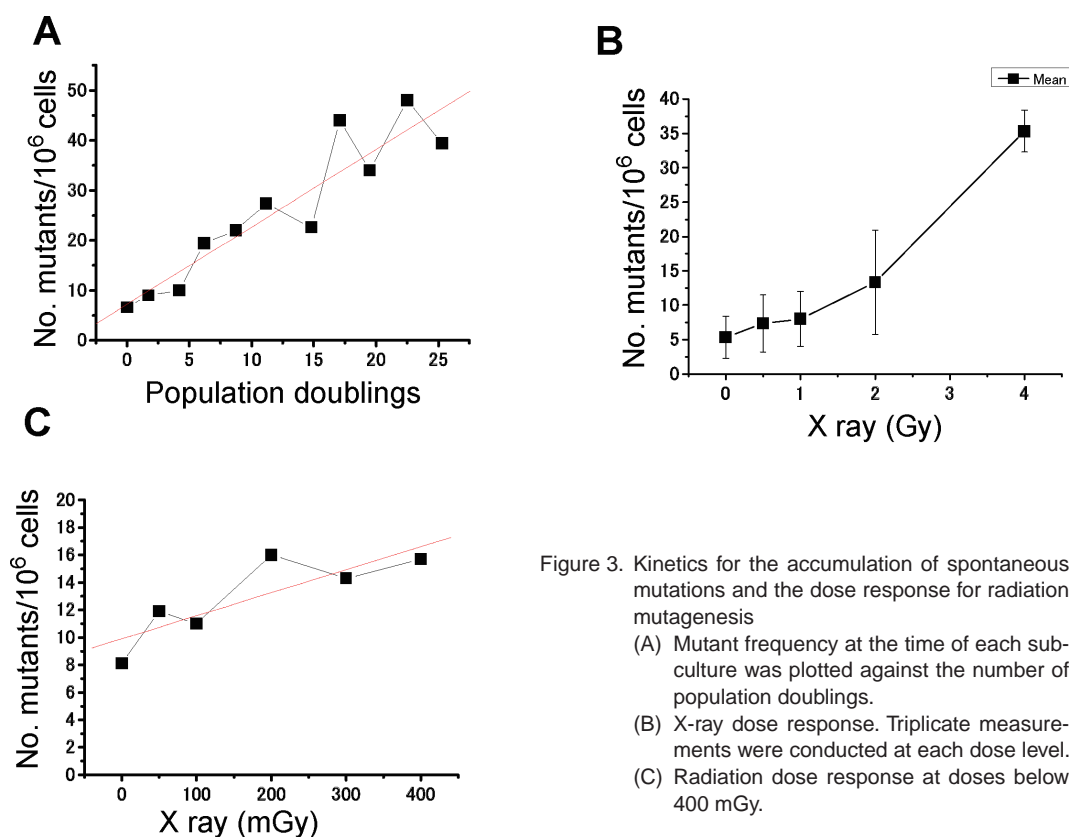 A
No. mutants/10⁶ cells
50
40
30
20
10
0
0 5 10 15 20 25
Population doublings
B
Mean
No. mutants/10⁶ cells
40
35
30
25
20
15
10
5
0
0 1 2 3 4
X ray (Gy)
C
No. mutants/10⁶ cells
20
18
16
14
12
10
8
6
4
2
0
0 100 200 300 400
X ray (mGy)
Figure 3. Kinetics for the accumulation of spontaneous
mutations and the dose response for radiation
mutagenesis
(A) Mutant frequency at the time of each sub-
culture was plotted against the number of
population doublings.
(B) X-ray dose response. Triplicate measure-
ments were conducted at each dose level.
(C) Radiation dose response at doses below
400 mGy.